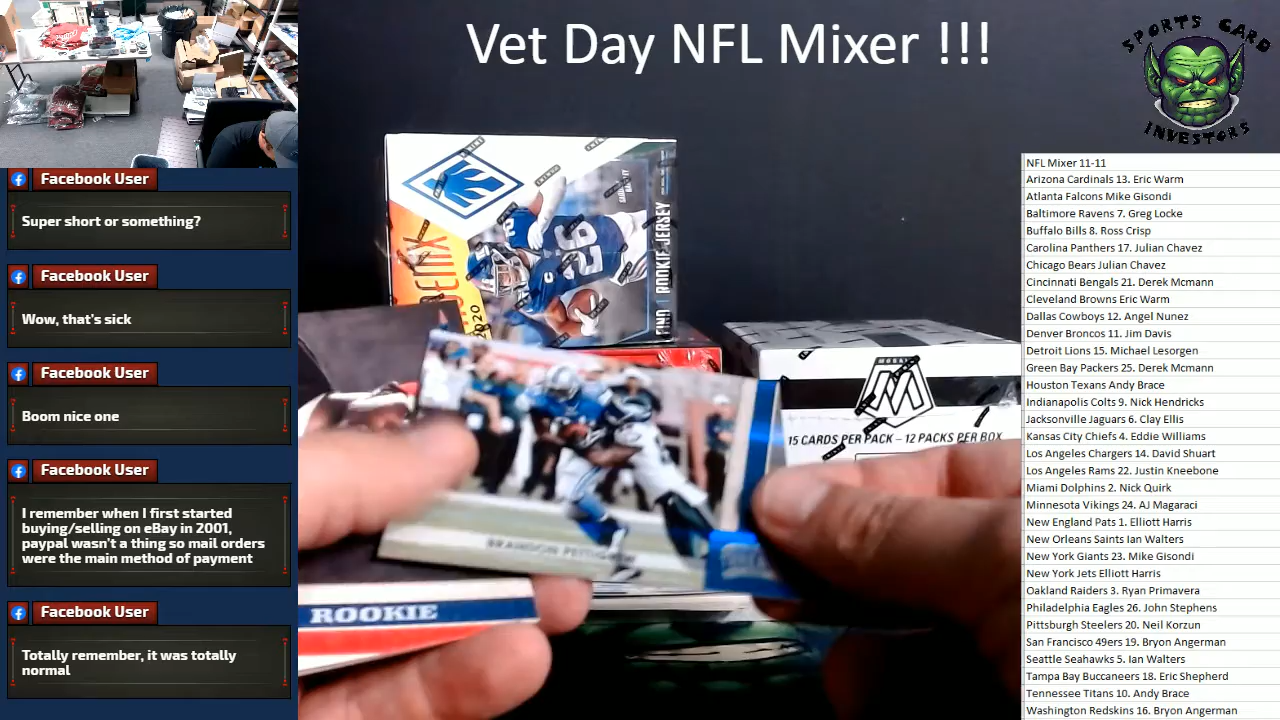 Vet Day NFL Mixer !!!
SPORTS CARD
INVESTORS
Facebook User
Super short or something?
Facebook User
Wow, that's sick
Facebook User
Boom nice one
Facebook User
I remember when I first started
buying/selling on eBay in 2001,
paypal wasn't a thing so mail orders
were the main method of payment
Facebook User
Totally remember, it was totally
normal
2020
FIND 1 ROOKIE JERSEY
26
MOSAIC
15 CARDS PER PACK – 12 PACKS PER BOX
BRANDON
ROOKIE
NFL Mixer 11-11
Arizona Cardinals 13. Eric Warm
Atlanta Falcons Mike Gisondi
Baltimore Ravens 7. Greg Locke
Buffalo Bills 8. Ross Crisp
Carolina Panthers 17. Julian Chavez
Chicago Bears Julian Chavez
Cincinnati Bengals 21. Derek Mcmann
Cleveland Browns Eric Warm
Dallas Cowboys 12. Angel Nunez
Denver Broncos 11. Jim Davis
Detroit Lions 15. Michael Lesorgen
Green Bay Packers 25. Derek Mcmann
Houston Texans Andy Brace
Indianapolis Colts 9. Nick Hendricks
Jacksonville Jaguars 6. Clay Ellis
Kansas City Chiefs 4. Eddie Williams
Los Angeles Chargers 14. David Shuart
Los Angeles Rams 22. Justin Kneebone
Miami Dolphins 2. Nick Quirk
Minnesota Vikings 24. AJ Magaraci
New England Pats 1. Elliott Harris
New Orleans Saints Ian Walters
New York Giants 23. Mike Gisondi
New York Jets Elliott Harris
Oakland Raiders 3. Ryan Primavera
Philadelphia Eagles 26. John Stephens
Pittsburgh Steelers 20. Neil Korzun
San Francisco 49ers 19. Bryon Angerman
Seattle Seahawks 5. Ian Walters
Tampa Bay Buccaneers 18. Eric Shepherd
Tennessee Titans 10. Andy Brace
Washington Redskins 16. Bryon Angerman